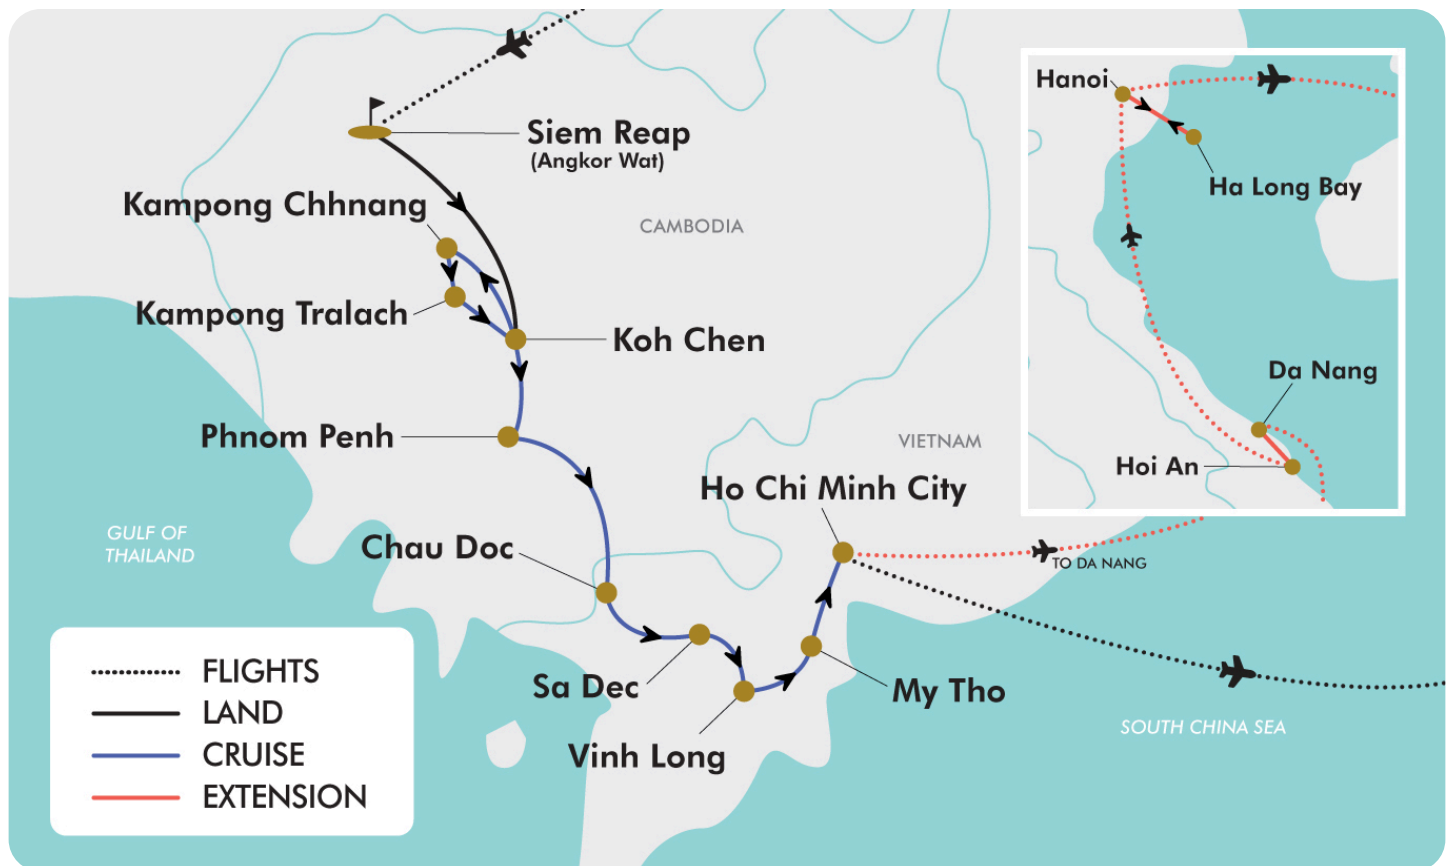 Siem Reap
(Angkor Wat)
Kampong Chhnang
CAMBODIA
Kampong Tralach
Koh Chen
Phnom Penh
VIETNAM
Ho Chi Minh City
GULF OF
THAILAND
Chau Doc
TO DA NANG
Sa Dec
My Tho
Vinh Long
SOUTH CHINA SEA
Hanoi
Ha Long Bay
Da Nang
Hoi An
FLIGHTS
LAND
CRUISE
EXTENSION